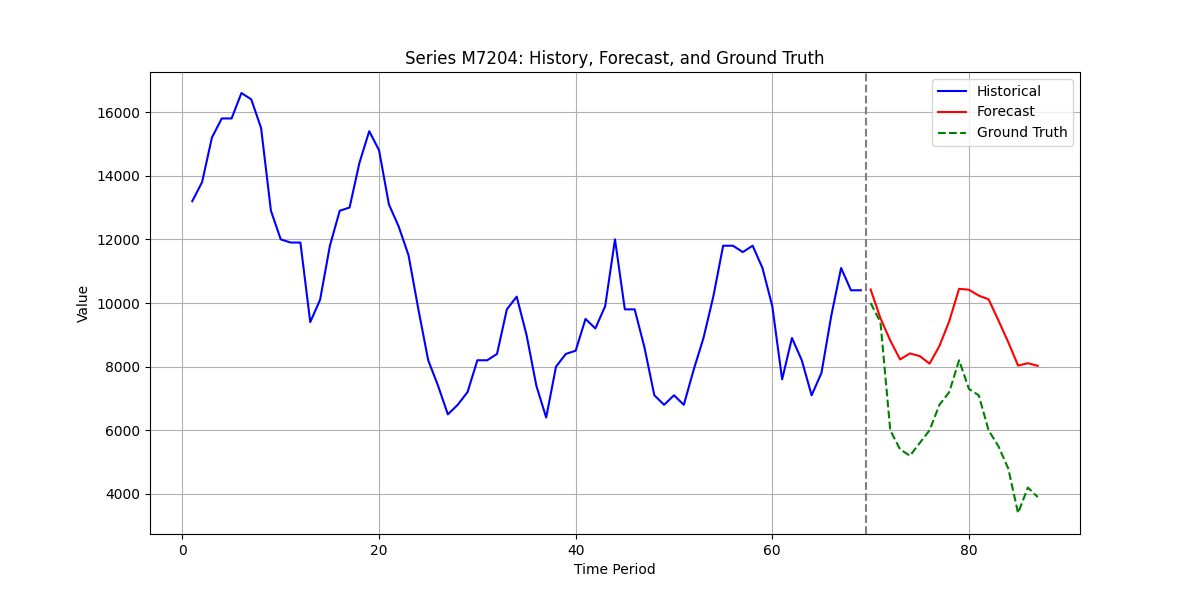 Series M7204: History, Forecast, and Ground Truth
Historical
Forecast
Ground Truth
Value
16000
14000
12000
10000
8000
6000
4000
0 20 40 60 80
Time Period